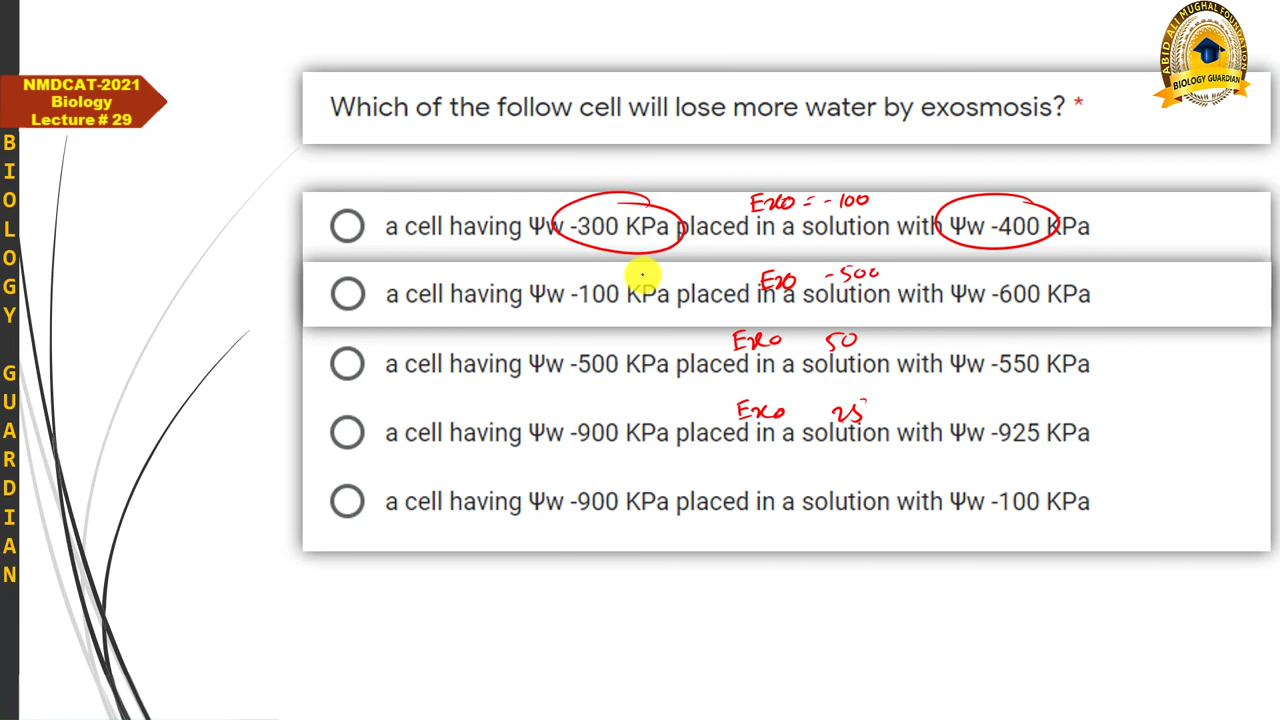 ABID ALI MUGHAL FOUNDATION
BIOLOGY GUARDIAN
NMDCAT-2021
Biology
Lecture # 29
BIOLOGY GUARDIAN
Which of the follow cell will lose more water by exosmosis? *
Exo = -100
a cell having Ψw -300 KPa placed in a solution with Ψw -400 KPa
Exo -500
a cell having Ψw -100 KPa placed in a solution with Ψw -600 KPa
Exo 50
a cell having Ψw -500 KPa placed in a solution with Ψw -550 KPa
Exo 25
a cell having Ψw -900 KPa placed in a solution with Ψw -925 KPa
a cell having Ψw -900 KPa placed in a solution with Ψw -100 KPa